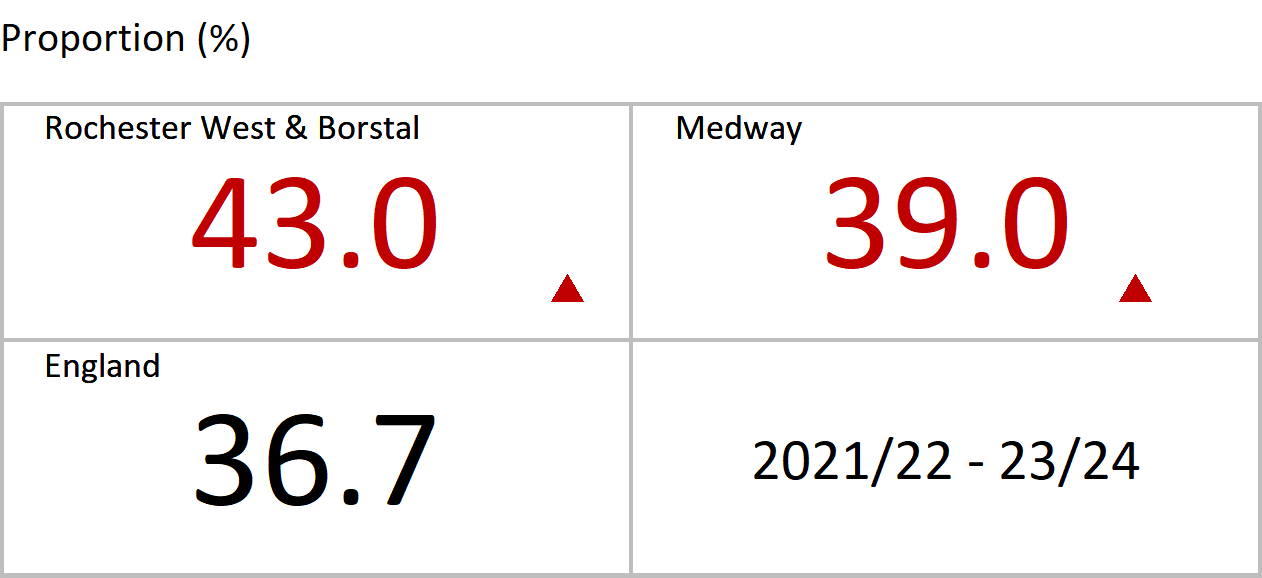 Proportion (%)
Rochester West & Borstal
43.0
Medway
39.0
England
36.7
2021/22 - 23/24